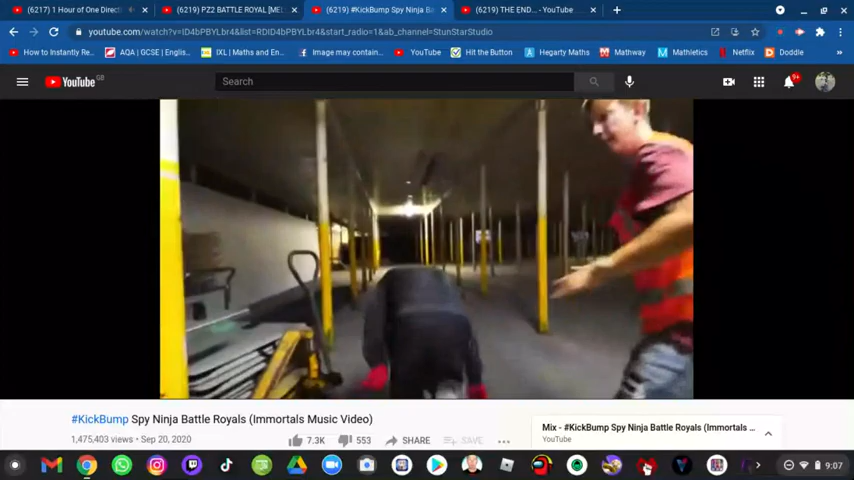 (6217) 1 Hour of One Directi
(6219) PZ2 BATTLE ROYAL [ME
(6219) #KickBump Spy Ninja Ba
(6219) THE END... - YouTube
youtube.com/watch?v=ID4bPBYLbr4&list=RDID4bPBYLbr4&start_radio=1&ab_channel=StunStarStudio
How to Instantly Re...
AQA | GCSE | English...
IXL | Maths and En...
Image may contain...
YouTube
Hit the Button
Hegarty Maths
Mathway
Mathletics
Netflix
Doddle
YouTube GB
Search
9+
#KickBump Spy Ninja Battle Royals (Immortals Music Video)
1,475,403 views • Sep 20, 2020
7.3K
553
SHARE
SAVE
Mix - #KickBump Spy Ninja Battle Royals (Immortals ...
YouTube
9:07